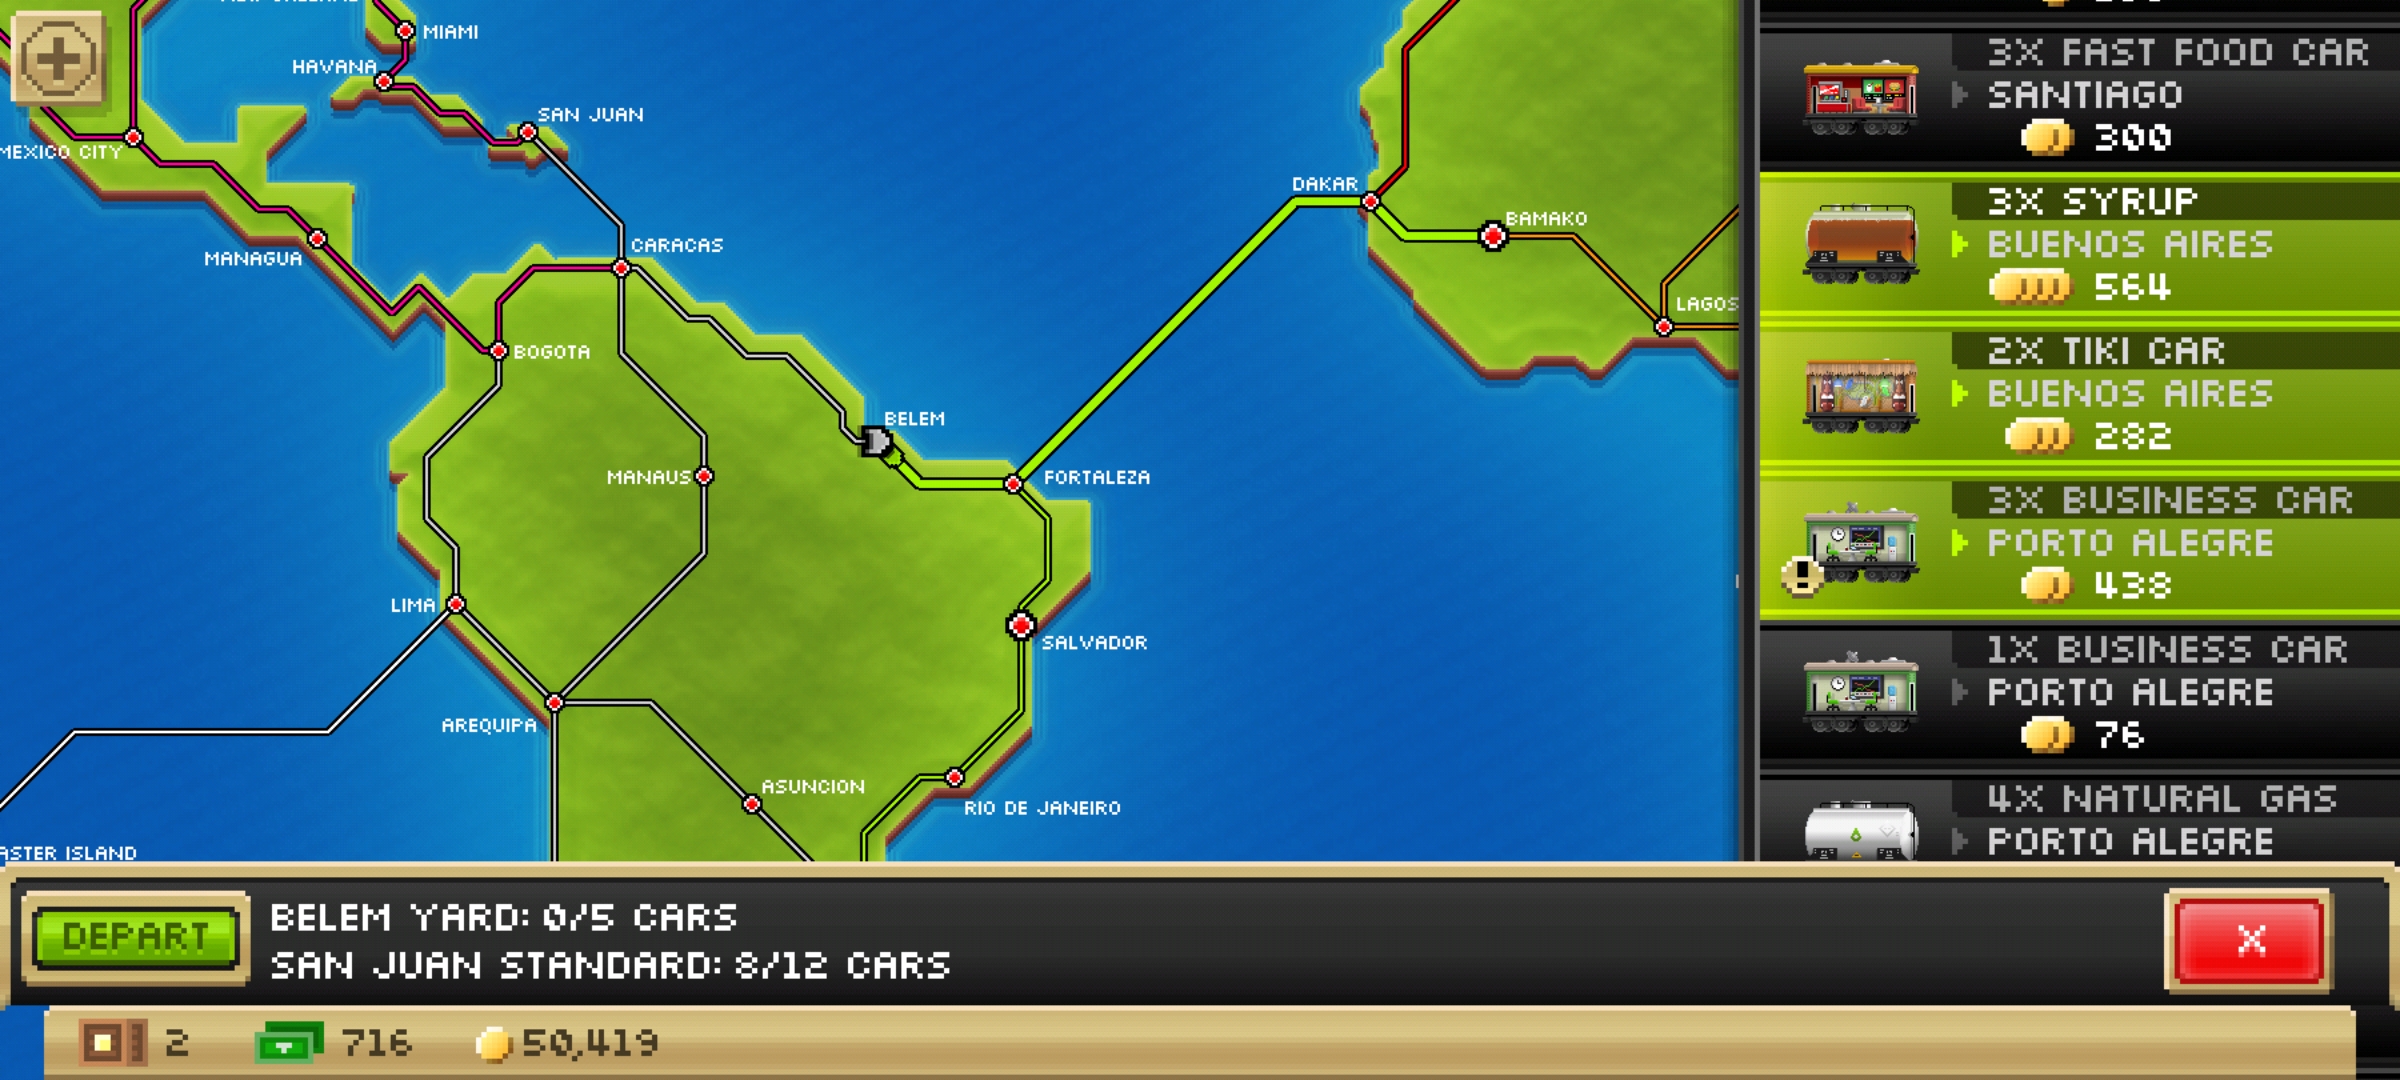 MIAMI
HAVANA
SAN JUAN
MEXICO CITY
DAKAR
BAMAKO
MANAGUA
CARACAS
LAGOS
BOGOTA
BELEM
MANAUS
FORTALEZA
LIMA
SALVADOR
AREQUIPA
ASUNCION
RIO DE JANEIRO
ASTER ISLAND
3X FAST FOOD CAR
SANTIAGO
300
3X SYRUP
BUENOS AIRES
564
2X TIKI CAR
BUENOS AIRES
282
3X BUSINESS CAR
PORTO ALEGRE
438
1X BUSINESS CAR
PORTO ALEGRE
76
4X NATURAL GAS
PORTO ALEGRE
DEPART
BELEM YARD: 0/5 CARS
SAN JUAN STANDARD: 8/12 CARS
X
2
716
50,419